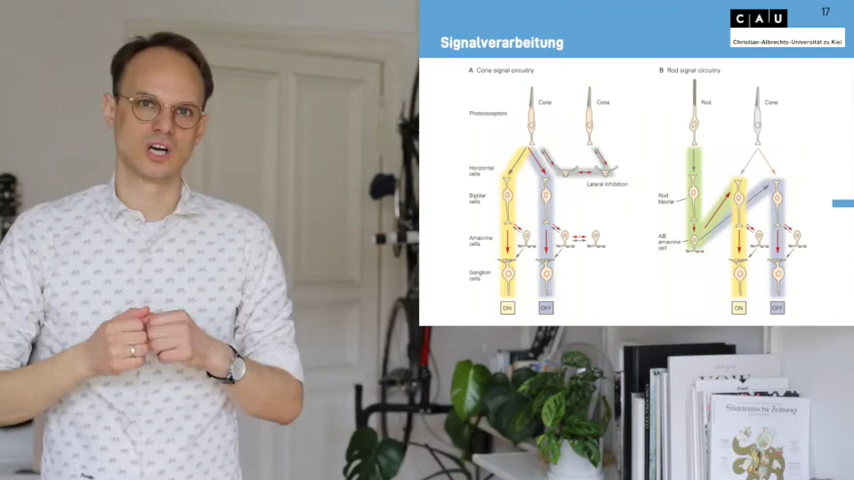 17
CAU
Christian-Albrechts-Universität zu Kiel
Signalverarbeitung
A Cone signal circuitry
B Rod signal circuitry
Photoreceptors
Cone
Cone
Rod
Cone
Horizontal
cells
Lateral inhibition
Bipolar
cells
Rod
bipolar
Amacrine
cells
AII
amacrine
cell
Ganglion
cells
ON
OFF
ON
OFF
Süddeutsche Zeitung